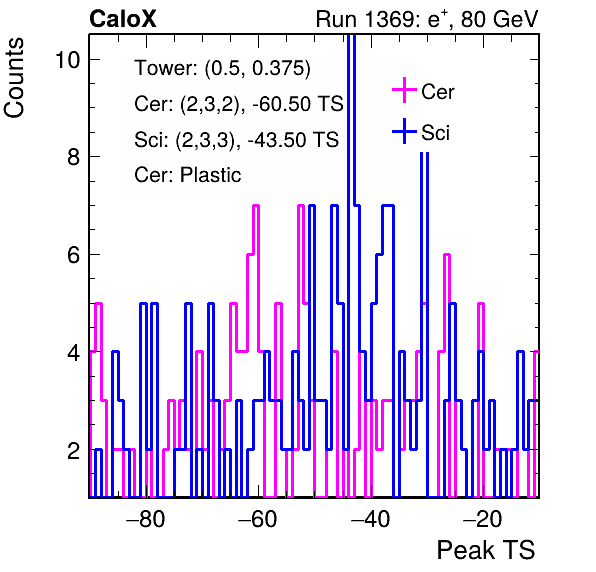 CaloX Run 1369: e⁺, 80 GeV
Counts
Tower: (0.5, 0.375)
Cer: (2,3,2), -60.50 TS
Sci: (2,3,3), -43.50 TS
Cer: Plastic
Cer
Sci
10
8
6
4
2
−80 −60 −40 −20
Peak TS